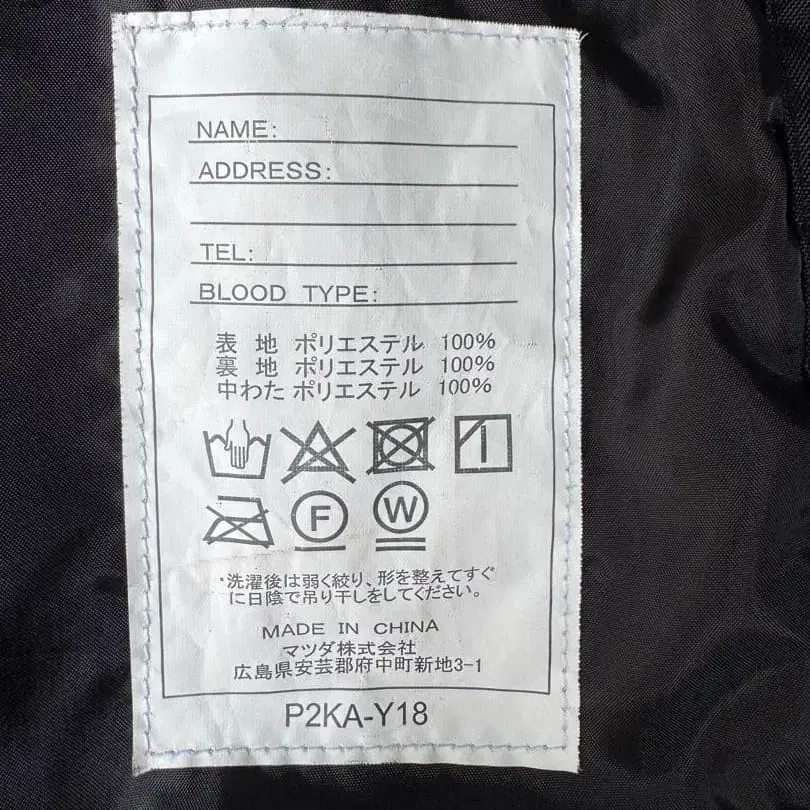 NAME:
ADDRESS:
TEL:
BLOOD TYPE:
表 地 ポリエステル 100%
裏 地 ポリエステル 100%
中わた ポリエステル 100%
F
W
・洗濯後は弱く絞り、形を整えてすぐ
に日陰で吊り干しをしてください。
MADE IN CHINA
マツダ株式会社
広島県安芸郡府中町新地3-1
P2KA-Y18